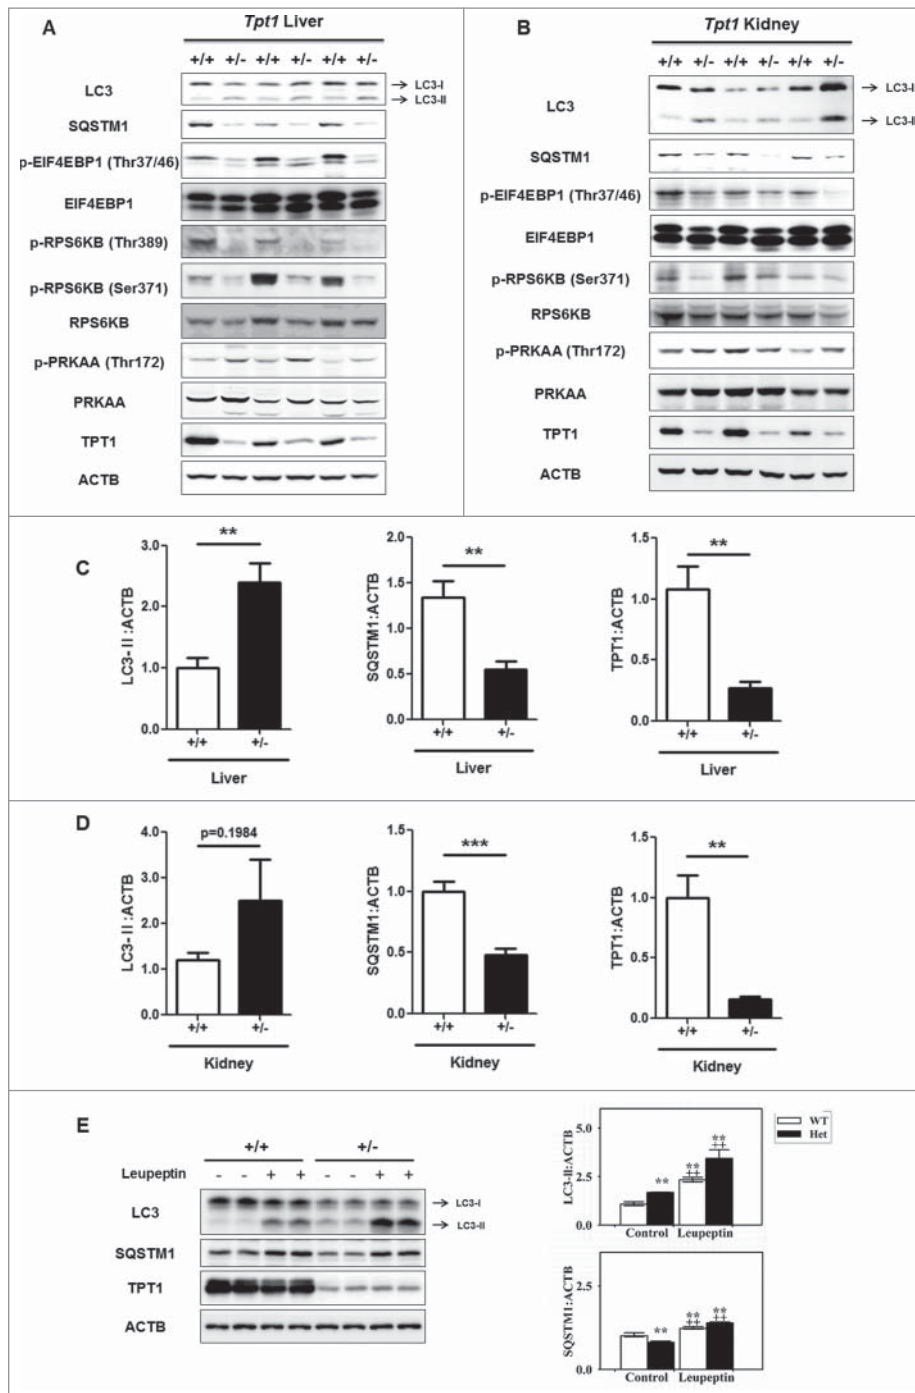 A
Tpt1 Liver
+/+ +/- +/+ +/- +/+ +/-
LC3
→ LC3-I
→ LC3-II
SQSTM1
p-EIF4EBP1 (Thr37/46)
EIF4EBP1
p-RPS6KB (Thr389)
p-RPS6KB (Ser371)
RPS6KB
p-PRKAA (Thr172)
PRKAA
TPT1
ACTB
B
Tpt1 Kidney
+/+ +/- +/+ +/- +/+ +/-
LC3
→ LC3-I
→ LC3-II
SQSTM1
p-EIF4EBP1 (Thr37/46)
EIF4EBP1
p-RPS6KB (Ser371)
RPS6KB
p-PRKAA (Thr172)
PRKAA
TPT1
ACTB
C
LC3-II:ACTB
3.0
2.0
1.0
0.0
**
+/+ +/-
Liver
SQSTM1:ACTB
2.0
1.5
1.0
0.5
0.0
**
+/+ +/-
Liver
TPT1:ACTB
1.5
1.0
0.5
0.0
**
+/+ +/-
Liver
D
LC3-II:ACTB
4.0
3.0
2.0
1.0
0.0
p=0.1984
+/+ +/-
Kidney
SQSTM1:ACTB
1.5
1.0
0.5
0.0
***
+/+ +/-
Kidney
TPT1:ACTB
1.5
1.0
0.5
0.0
**
+/+ +/-
Kidney
E
+/+ +/-
Leupeptin - - + + - - + +
LC3
→ LC3-I
→ LC3-II
SQSTM1
TPT1
ACTB
LC3-II:ACTB
5.0
2.5
0.0
**
**
++
**
++
Control Leupeptin
WT
Het
SQSTM1:ACTB
2.5
0.0
**
**
++
**
++
Control Leupeptin